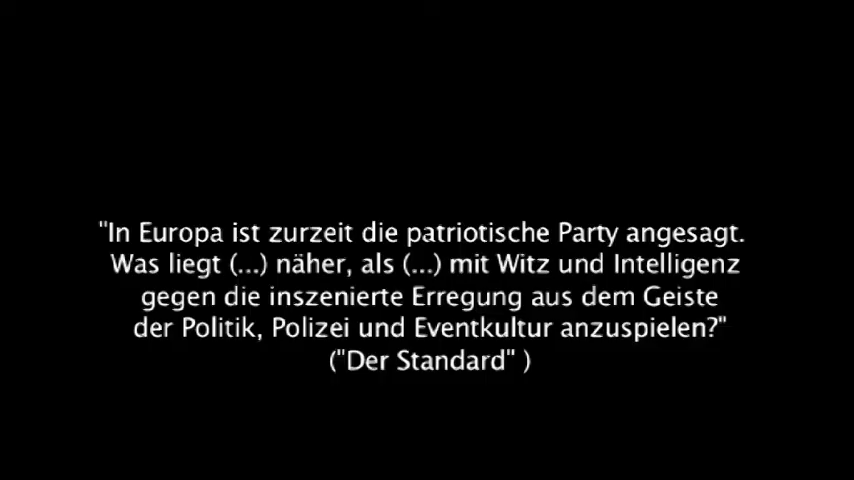 "In Europa ist zurzeit die patriotische Party angesagt.
Was liegt (...) näher, als (...) mit Witz und Intelligenz
gegen die inszenierte Erregung aus dem Geiste
der Politik, Polizei und Eventkultur anzuspielen?"
("Der Standard" )